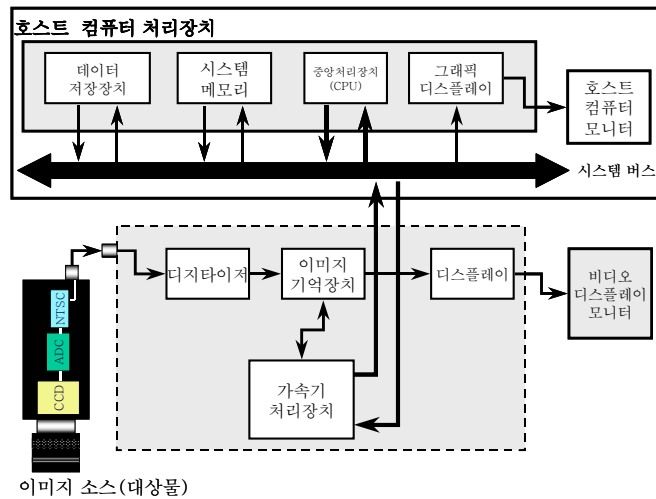 호스트 컴퓨터 처리장치
데이터
저장장치
시스템
메모리
중앙처리장치
(CPU)
그래픽
디스플레이
호스트
컴퓨터
모니터
시스템 버스
디지타이저
이미지
기억장치
디스플레이
비디오
디스플레이
모니터
NTSC
ADC
CCD
가속기
처리장치
이미지 소스(대상물)